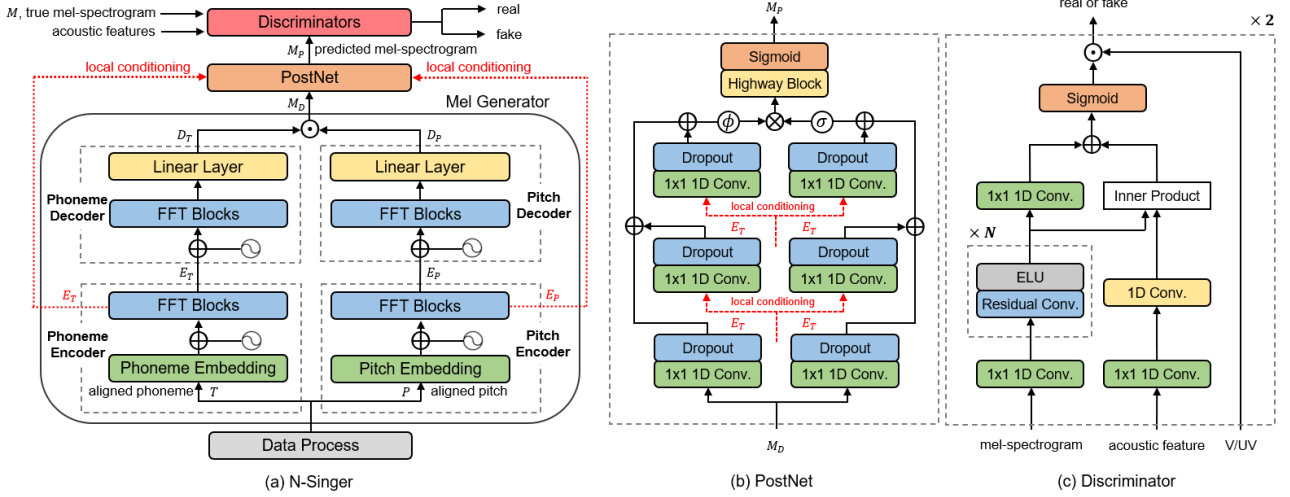 M, true mel-spectrogram
acoustic features
Discriminators
real
fake
M_P predicted mel-spectrogram
local conditioning
PostNet
local conditioning
M_D
Mel Generator
D_T
D_P
Linear Layer
Linear Layer
Phoneme
Decoder
FFT Blocks
FFT Blocks
Pitch
Decoder
E_T
E_P
E_T
FFT Blocks
FFT Blocks
E_P
Phoneme
Encoder
Pitch
Encoder
Phoneme Embedding
Pitch Embedding
aligned phoneme T
P aligned pitch
Data Process
(a) N-Singer
M_P
Sigmoid
Highway Block
ϕ
σ
Dropout
1x1 1D Conv.
Dropout
1x1 1D Conv.
local conditioning
E_T
E_T
Dropout
1x1 1D Conv.
Dropout
1x1 1D Conv.
local conditioning
E_T
E_T
Dropout
1x1 1D Conv.
Dropout
1x1 1D Conv.
M_D
(b) PostNet
real or fake
× 2
Sigmoid
1x1 1D Conv.
Inner Product
× N
ELU
Residual Conv.
1D Conv.
1x1 1D Conv.
1x1 1D Conv.
mel-spectrogram
acoustic feature
V/UV
(c) Discriminator